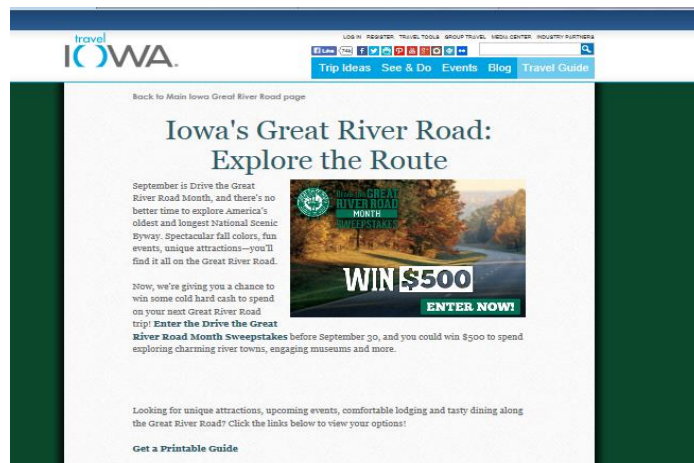 LOG IN REGISTER TRAVEL TOOLS GROUP TRAVEL MEDIA CENTER INDUSTRY PARTNERS
travel
IOWA.
Like
Trip Ideas See & Do Events Blog Travel Guide
Back to Main Iowa Great River Road page
Iowa's Great River Road:
Explore the Route
September is Drive the Great
River Road Month, and there's no
better time to explore America's
oldest and longest National Scenic
Byway. Spectacular fall colors, fun
events, unique attractions—you'll
find it all on the Great River Road.
Drive the GREAT
RIVER ROAD
MONTH
SWEEPSTAKES
WIN $500
ENTER NOW!
Now, we're giving you a chance to
win some cold hard cash to spend
on your next Great River Road
trip! Enter the Drive the Great
River Road Month Sweepstakes before September 30, and you could win $500 to spend
exploring charming river towns, engaging museums and more.
Looking for unique attractions, upcoming events, comfortable lodging and tasty dining along
the Great River Road? Click the links below to view your options!
Get a Printable Guide